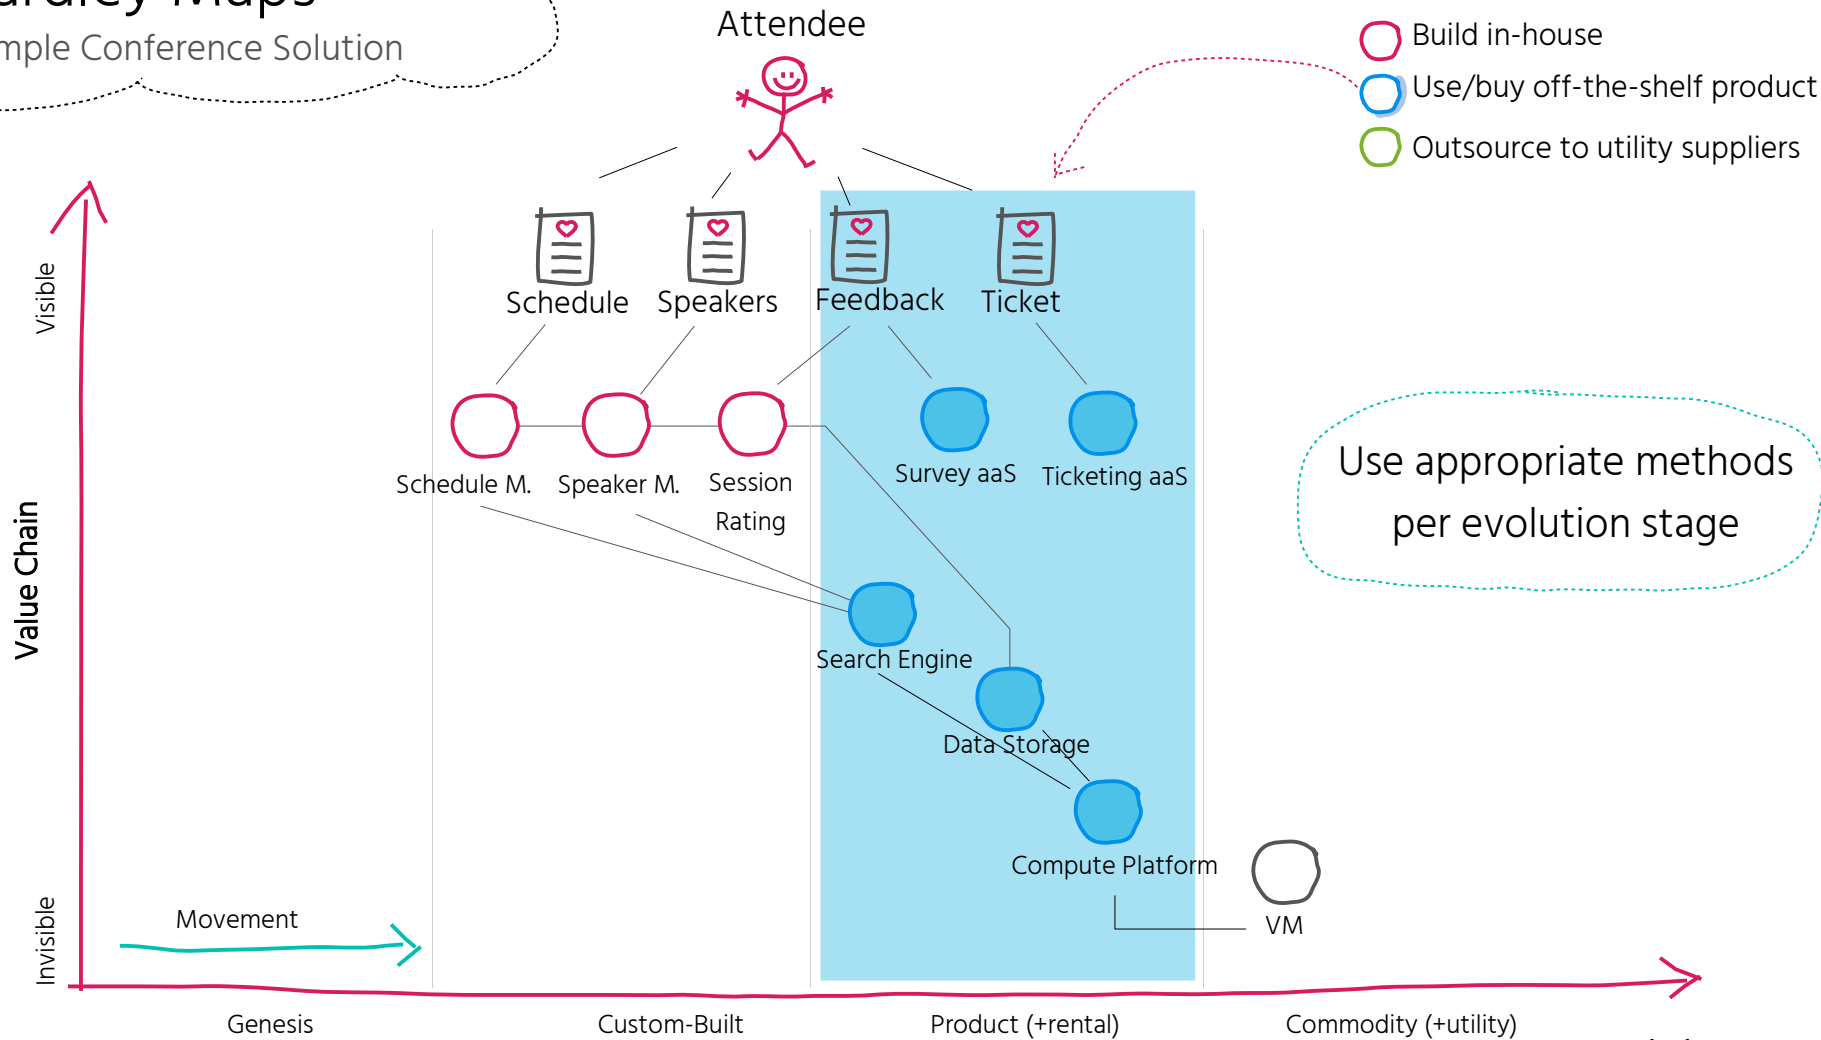 Maps
Conference Solution
Attendee
Build in-house
Use/buy off-the-shelf product
Outsource to utility suppliers
Visible
Schedule
Speakers
Feedback
Ticket
Schedule M.
Speaker M.
Session
Rating
Survey aaS
Ticketing aaS
Use appropriate methods
per evolution stage
Value Chain
Search Engine
Data Storage
Compute Platform
VM
Movement
Invisible
Genesis
Custom-Built
Product (+rental)
Commodity (+utility)